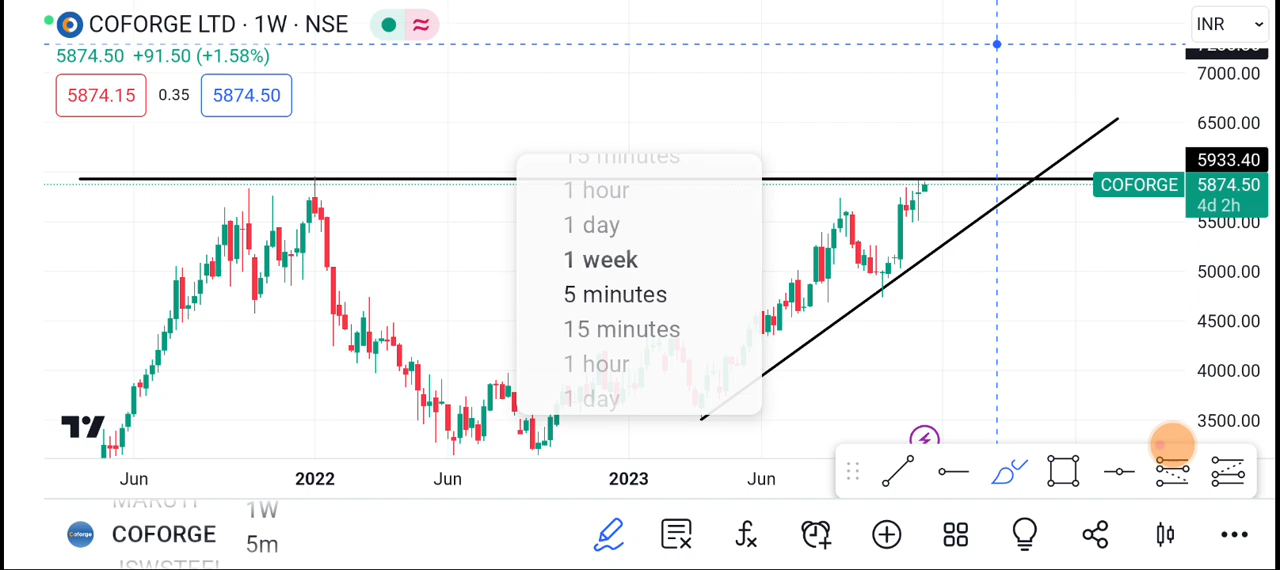 COFORGE LTD · 1W · NSE
INR
5874.50 +91.50 (+1.58%)
5874.15 0.35 5874.50
7000.00
6500.00
5933.40
COFORGE 5874.50
4d 2h
5500.00
5000.00
4500.00
4000.00
3500.00
15 minutes
1 hour
1 day
1 week
5 minutes
15 minutes
1 hour
1 day
Jun 2022 Jun 2023 Jun
MARUTI 1W
COFORGE 5m
JSWSTEEL